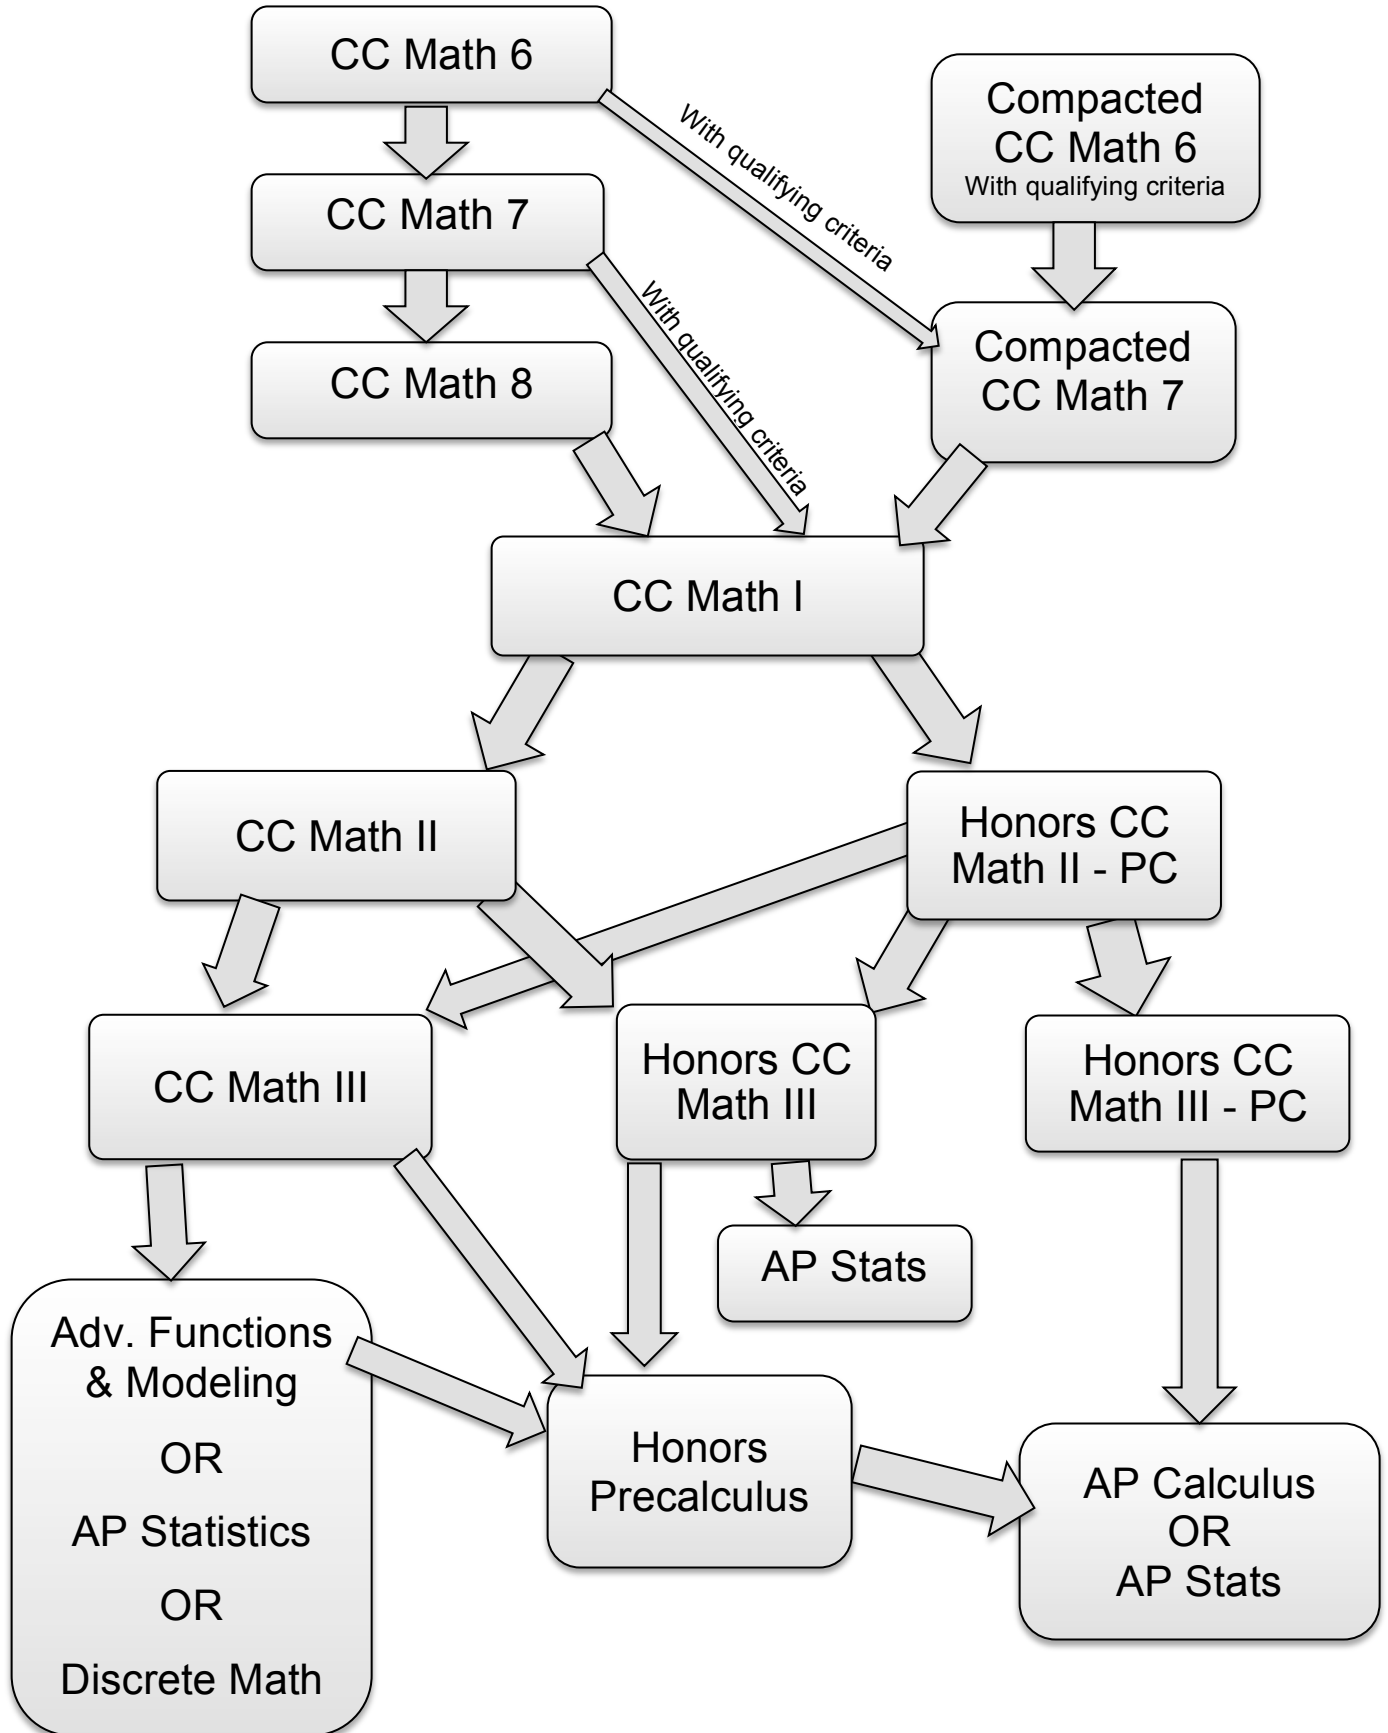 CC Math 6
Compacted
CC Math 6
With qualifying criteria
With qualifying criteria
CC Math 7
With qualifying criteria
CC Math 8
Compacted
CC Math 7
CC Math I
CC Math II
Honors CC
Math II - PC
CC Math III
Honors CC
Math III
Honors CC
Math III - PC
AP Stats
Adv. Functions
& Modeling
OR
AP Statistics
OR
Discrete Math
Honors
Precalculus
AP Calculus
OR
AP Stats